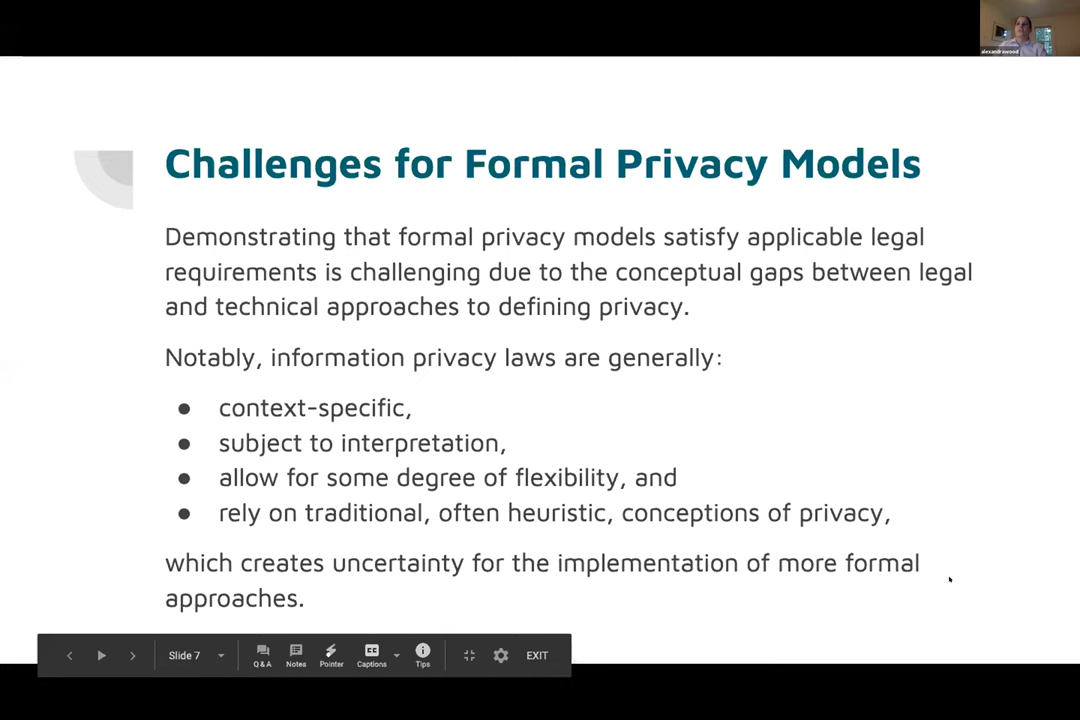 alexandrawood
Challenges for Formal Privacy Models
Demonstrating that formal privacy models satisfy applicable legal
requirements is challenging due to the conceptual gaps between legal
and technical approaches to defining privacy.
Notably, information privacy laws are generally:
● context-specific,
● subject to interpretation,
● allow for some degree of flexibility, and
● rely on traditional, often heuristic, conceptions of privacy,
which creates uncertainty for the implementation of more formal
approaches.
Slide 7
Q&A
Notes
Pointer
Captions
Tips
EXIT